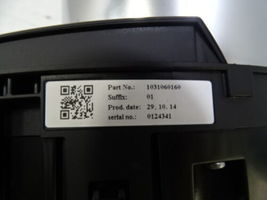 Part No.: 1031060160
Suffix: 01
Prod. date: 29. 10. 14
serial no.: 0124341